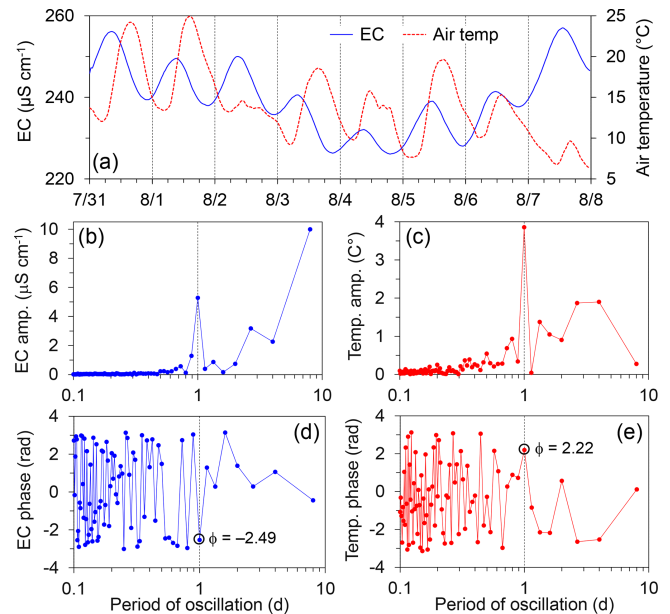 EC Air temp
EC (µS cm⁻¹)
260
240
220
25
20
15
10
5
Air temperature (°C)
(a)
7/31 8/1 8/2 8/3 8/4 8/5 8/6 8/7 8/8
(b)
EC amp. (µS cm⁻¹)
10
8
6
4
2
0
0.1 1 10
(c)
Temp. amp. (C°)
4
3
2
1
0
0.1 1 10
(d)
EC phase (rad)
4
2
0
−2
−4
ϕ = −2.49
0.1 1 10
Period of oscillation (d)
(e)
Temp. phase (rad)
4
2
0
−2
−4
ϕ = 2.22
0.1 1 10
Period of oscillation (d)